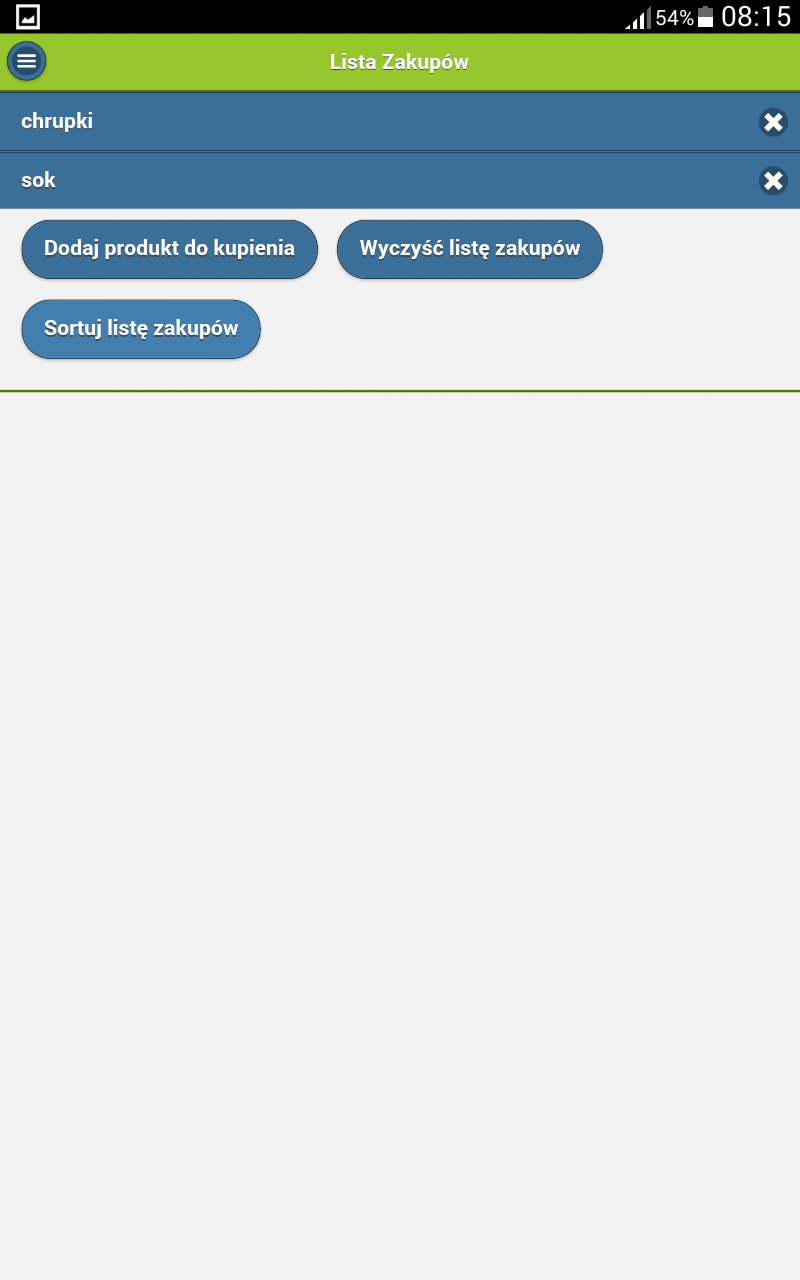 54% 08:15
Lista Zakupów
chrupki
sok
Dodaj produkt do kupienia Wyczyść listę zakupów
Sortuj listę zakupów